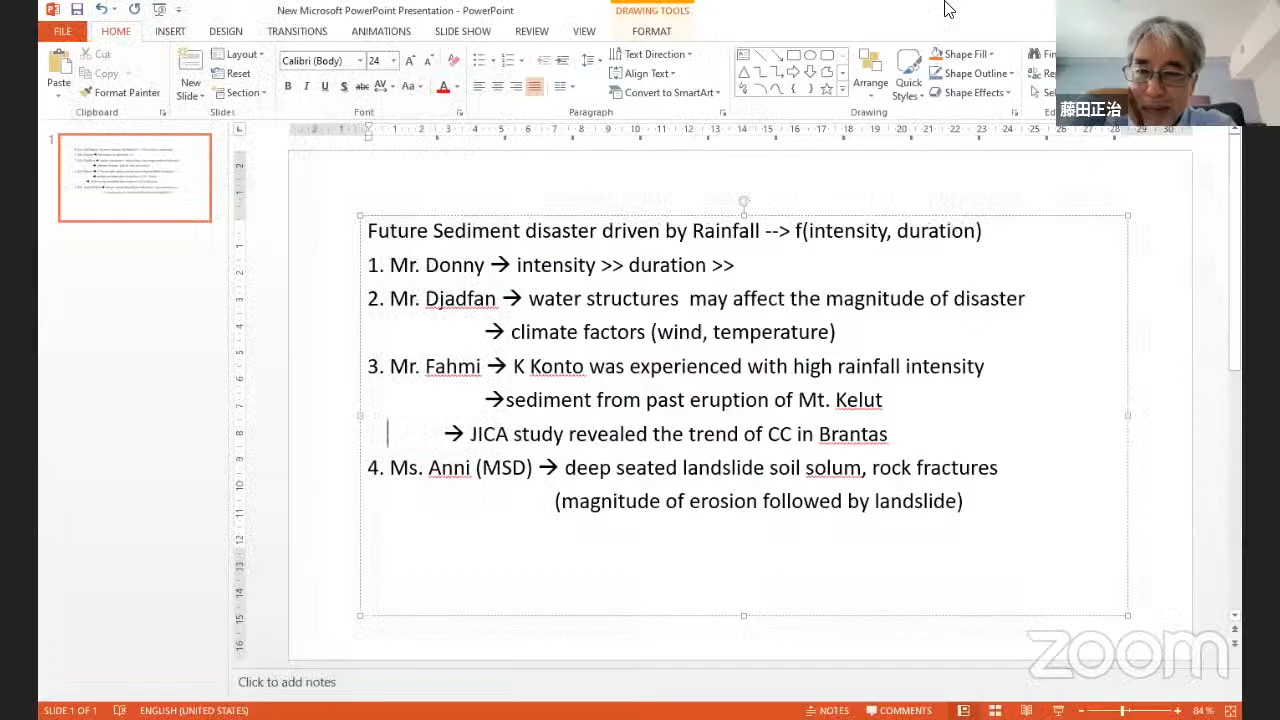 New Microsoft PowerPoint Presentation - PowerPoint
DRAWING TOOLS
FILE HOME INSERT DESIGN TRANSITIONS ANIMATIONS SLIDE SHOW REVIEW VIEW FORMAT
Paste
Cut
Copy
Format Painter
Clipboard
New Slide
Layout
Reset
Section
Slides
Calibri (Body) 24
B I U S abc AV Aa A
Font
Text Direction
Align Text
Convert to SmartArt
Paragraph
Arrange
Quick Styles
Shape Fill
Shape Outline
Shape Effects
Drawing
藤田正治
1
Future Sediment disaster driven by Rainfall --> f(intensity, duration)
1. Mr. Donny → intensity >> duration >>
2. Mr. Djadfan → water structures may affect the magnitude of disaster
→ climate factors (wind, temperature)
3. Mr. Fahmi → K Konto was experienced with high rainfall intensity
→sediment from past eruption of Mt. Kelut
→ JICA study revealed the trend of CC in Brantas
4. Ms. Anni (MSD) → deep seated landslide soil solum, rock fractures
(magnitude of erosion followed by landslide)
zoom
Click to add notes
SLIDE 1 OF 1 ENGLISH (UNITED STATES) NOTES COMMENTS 84 %